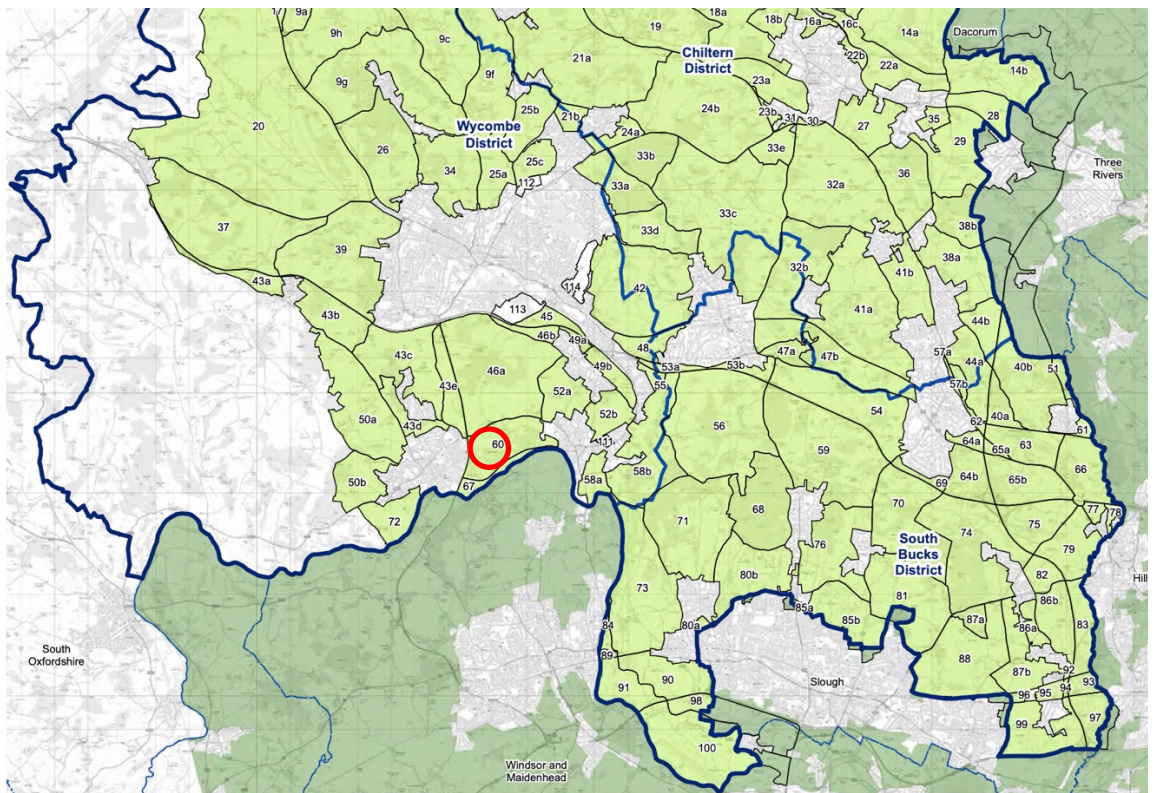 18a
18b
16a
16c
9a
9h
9c
19
14a
Dacorum
Chiltern
District
22b
22a
21a
14b
9g
9f
23a
25b
24b
23b
31
30
27
35
28
21b
20
Wycombe
District
24a
29
26
25c
33b
33e
Three
Rivers
34
25a
112
33a
32a
36
33c
37
39
33d
38b
38a
43a
32b
41b
114
42
113
45
41a
43b
44b
46b
49a
48
47a
47b
57a
43c
49b
53a
53b
44a
40b
51
46a
43e
52a
55
57b
54
40a
50a
52b
56
62
61
43d
111
64a
63
60
59
65a
66
58b
50b
67
58a
69
64b
65b
68
70
77
78
72
71
74
75
South
Bucks
District
76
79
80b
82
73
81
86b
Hill
85a
85b
84
80a
87a
86a
83
South
Oxfordshire
89
88
87b
92
90
Slough
91
96
95
94
93
98
99
97
100
Windsor and
Maidenhead